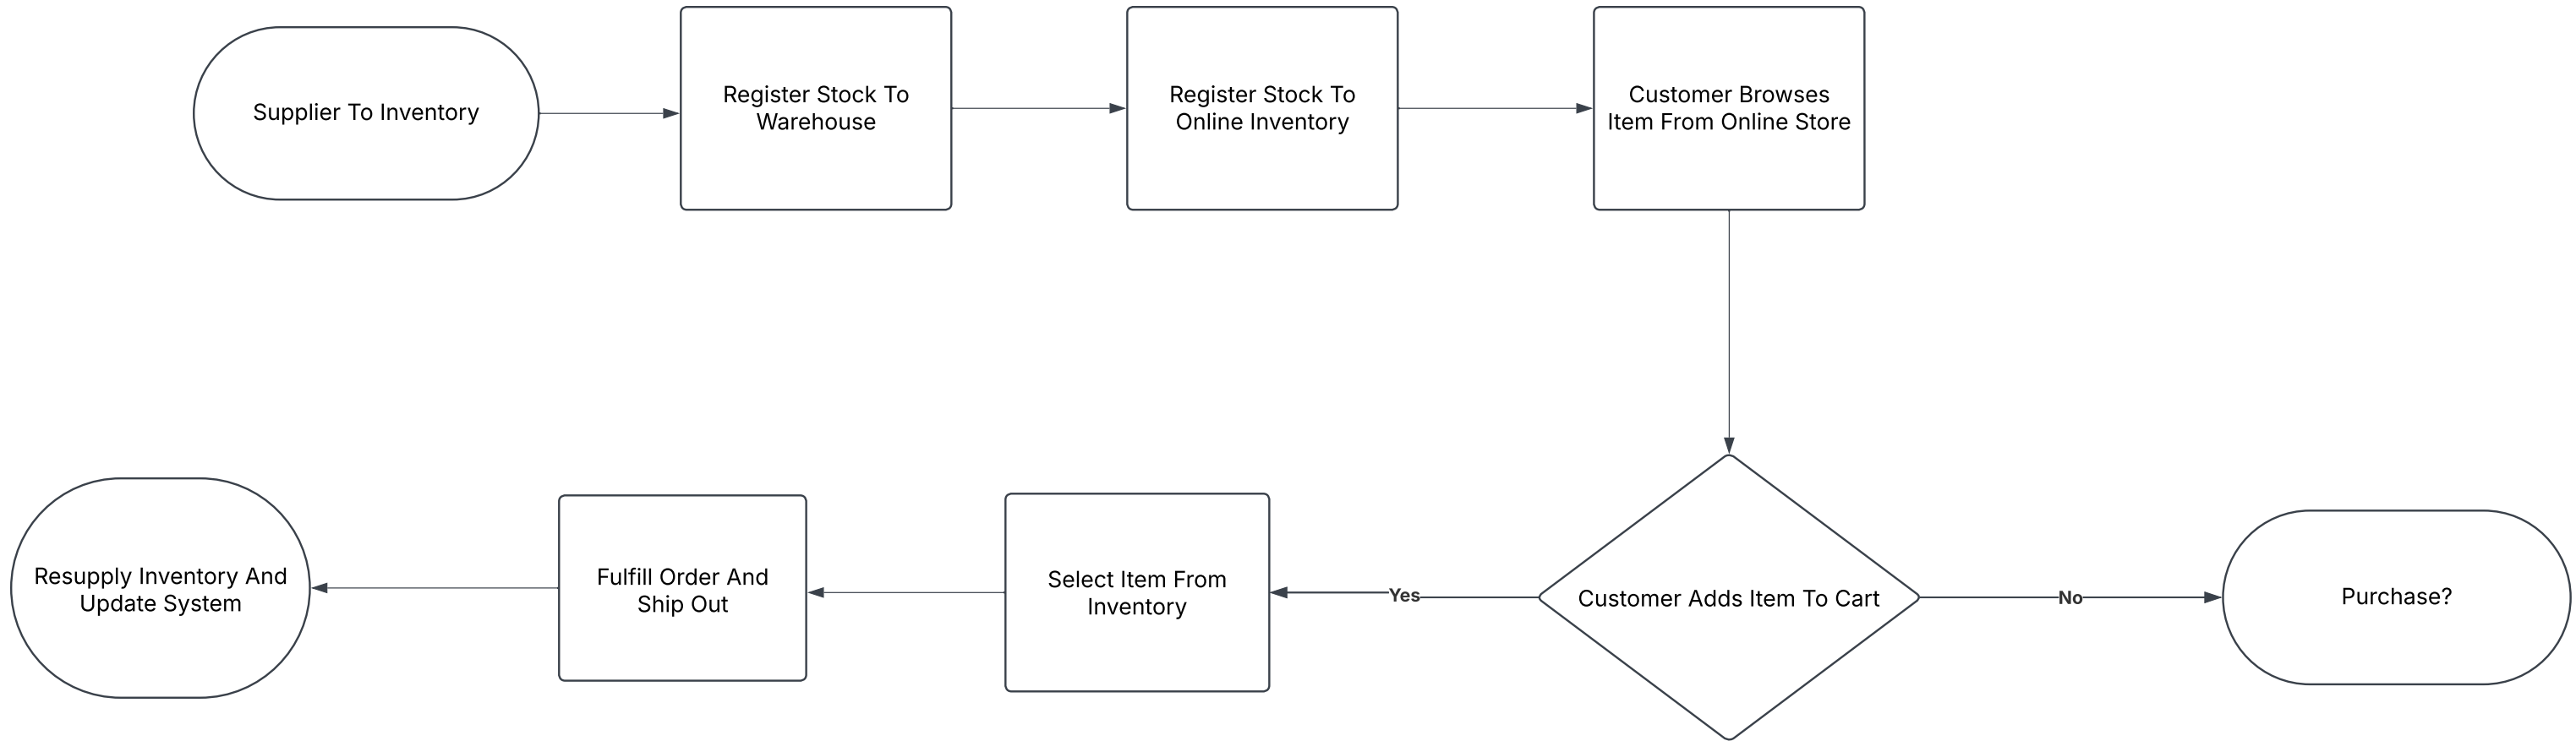 Supplier To Inventory
Register Stock To
Warehouse
Register Stock To
Online Inventory
Customer Browses
Item From Online Store
Customer Adds Item To Cart
Yes
No
Purchase?
Select Item From
Inventory
Fulfill Order And
Ship Out
Resupply Inventory And
Update System